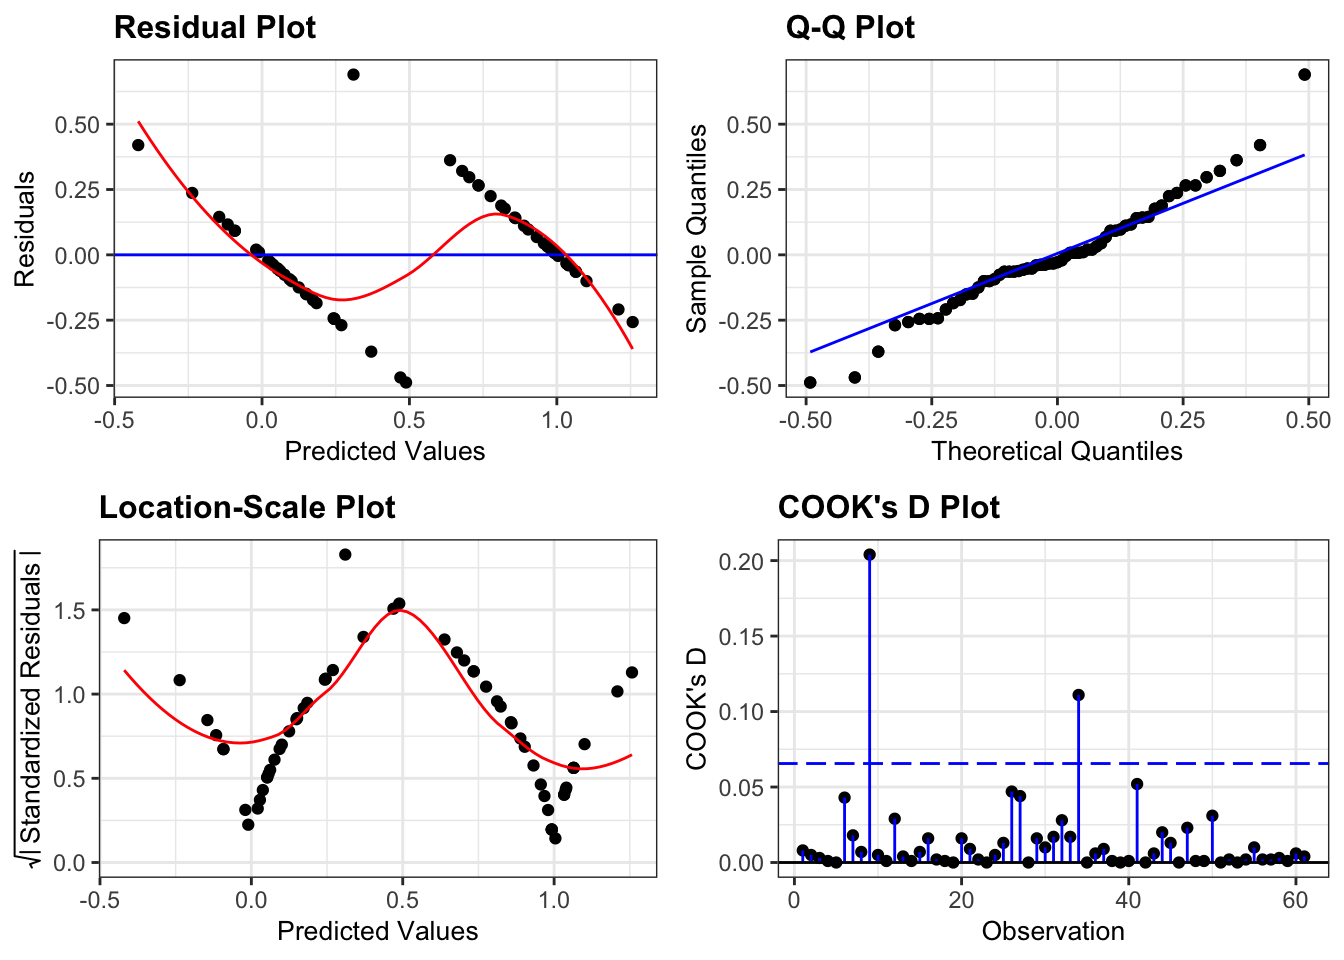 Residual Plot
Residuals
0.50
0.25
0.00
-0.25
-0.50
-0.5 0.0 0.5 1.0
Predicted Values
Q-Q Plot
Sample Quantiles
0.50
0.25
0.00
-0.25
-0.50
-0.50 -0.25 0.00 0.25 0.50
Theoretical Quantiles
Location-Scale Plot
√| Standardized Residuals |
1.5
1.0
0.5
0.0
-0.5 0.0 0.5 1.0
Predicted Values
COOK's D Plot
COOK's D
0.20
0.15
0.10
0.05
0.00
0 20 40 60
Observation